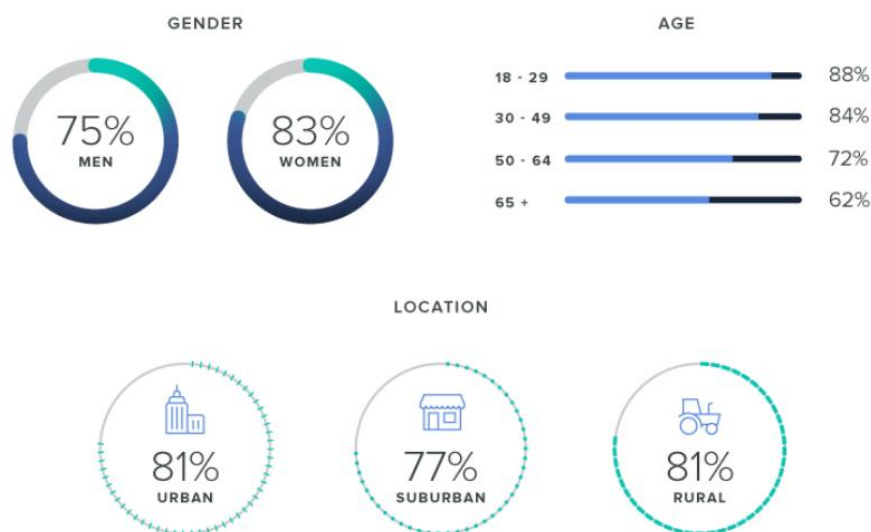 GENDER
75%
MEN
83%
WOMEN
AGE
18 - 29 88%
30 - 49 84%
50 - 64 72%
65 + 62%
LOCATION
81%
URBAN
77%
SUBURBAN
81%
RURAL